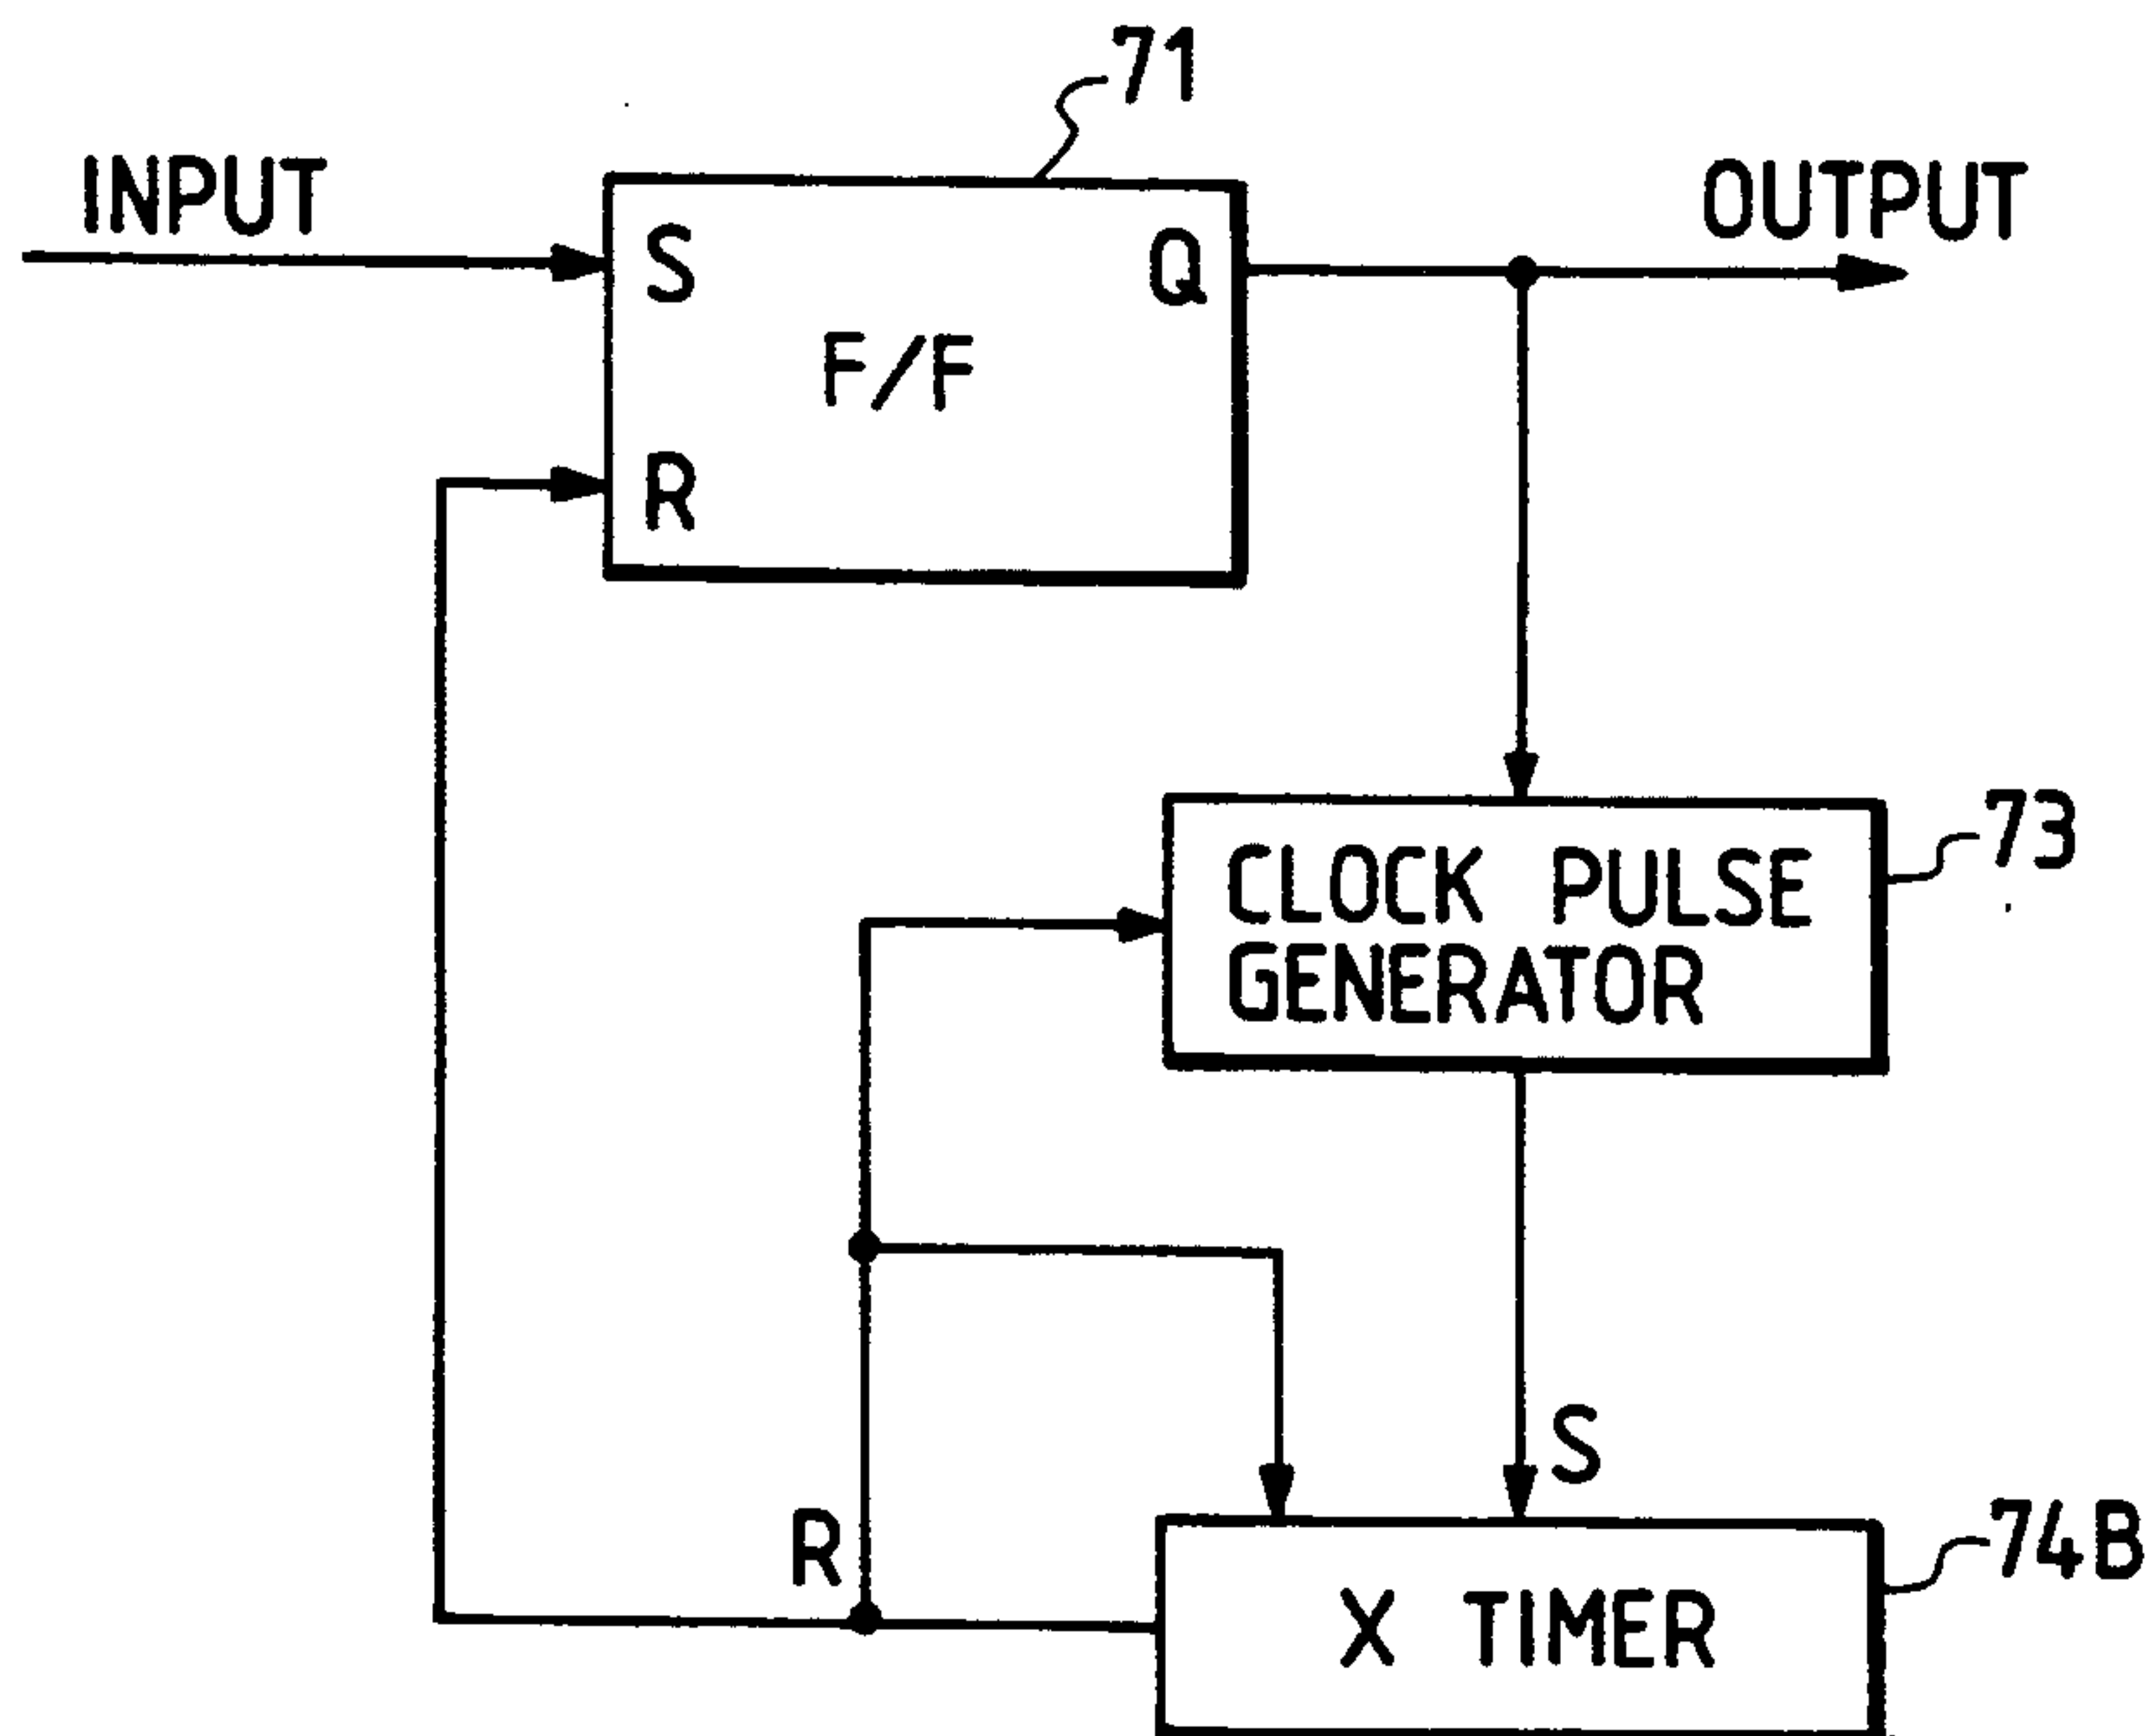 71
INPUT
OUTPUT
S
Q
F/F
R
73
CLOCK PULSE
GENERATOR
S
R
74B
X TIMER